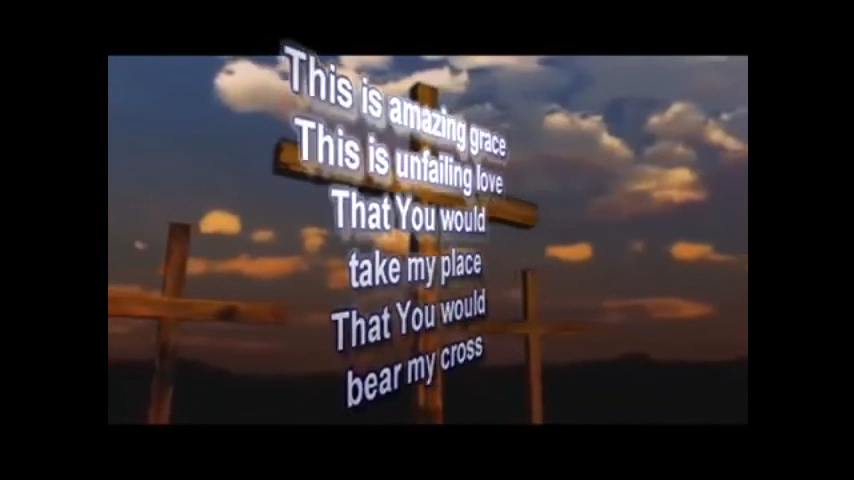 This is amazing grace
This is unfailing love
That You would
take my place
That You would
bear my cross